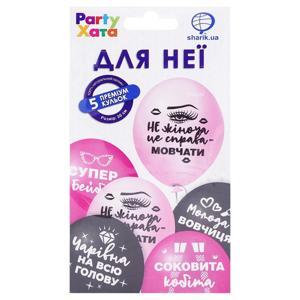 Party
Хата
sharik.ua
ДЛЯ НЕЇ
5 ПРЕМІУМ
КУЛЬОК
НЕ жіноча
це справа-
МОВЧАТИ
СУПЕР
бейбі
НЕ жіноча
це справа-
МОВЧАТИ
Молода
ВОВЧИЦЯ
Чарівна
НА ВСЮ
ГОЛОВУ
СОКОВИТА
кобіта